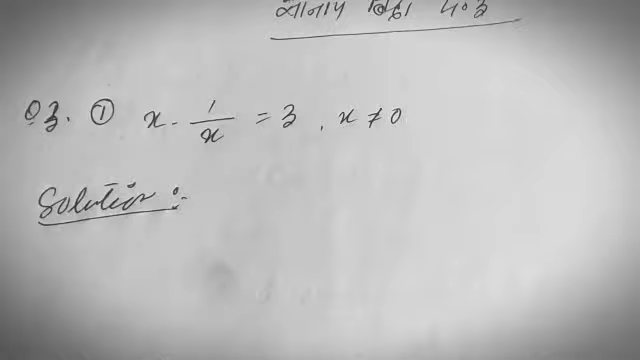 Q3. ① x - 1/x = 3, x ≠ 0
Solution :-